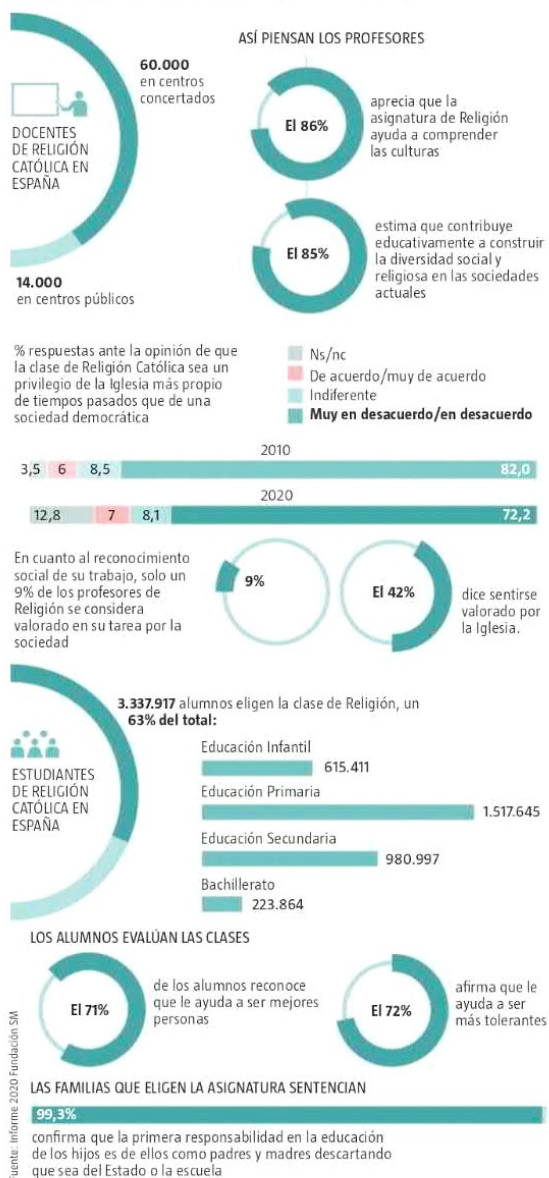 60.000
en centros
concertados
DOCENTES
DE RELIGIÓN
CATÓLICA EN
ESPAÑA
14.000
en centros públicos
ASÍ PIENSAN LOS PROFESORES
El 86%
aprecia que la
asignatura de Religión
ayuda a comprender
las culturas
El 85%
estima que contribuye
educativamente a construir
la diversidad social y
religiosa en las sociedades
actuales
% respuestas ante la opinión de que
la clase de Religión Católica sea un
privilegio de la Iglesia más propio
de tiempos pasados que de una
sociedad democrática
Ns/nc
De acuerdo/muy de acuerdo
Indiferente
Muy en desacuerdo/en desacuerdo
2010
3,5 6 8,5 82,0
2020
12,8 7 8,1 72,2
En cuanto al reconocimiento
social de su trabajo, solo un
9% de los profesores de
Religión se considera
valorado en su tarea por la
sociedad
9%
El 42%
dice sentirse
valorado por
la Iglesia.
ESTUDIANTES
DE RELIGIÓN
CATÓLICA EN
ESPAÑA
3.337.917 alumnos eligen la clase de Religión, un
63% del total:
Educación Infantil
615.411
Educación Primaria
1.517.645
Educación Secundaria
980.997
Bachillerato
223.864
LOS ALUMNOS EVALÚAN LAS CLASES
El 71%
de los alumnos reconoce
que le ayuda a ser mejores
personas
El 72%
afirma que le
ayuda a ser
más tolerantes
LAS FAMILIAS QUE ELIGEN LA ASIGNATURA SENTENCIAN
99,3%
confirma que la primera responsabilidad en la educación
de los hijos es de ellos como padres y madres descartando
que sea del Estado o la escuela
Fuente: Informe 2020 Fundación SM